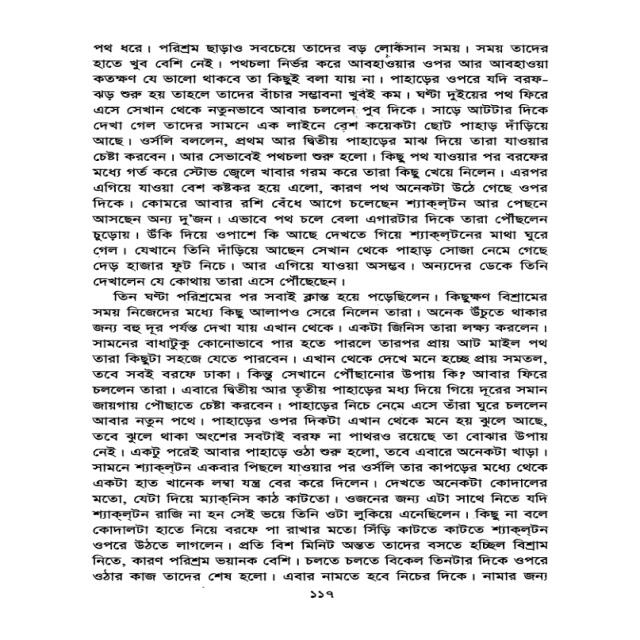 পথ ধরে। পরিশ্রম ছাড়াও সবচেয়ে তাদের বড় লোকসান সময়। সময় তাদের
হাতে খুব বেশি নেই। পথচলা নির্ভর করে আবহাওয়ার ওপর আর আবহাওয়া
কতক্ষণ যে ভালো থাকবে তা কিছুই বলা যায় না। পাহাড়ের ওপরে যদি বরফ-
ঝড় শুরু হয় তাহলে তাদের বাঁচার সম্ভাবনা খুবই কম। ঘণ্টা দুইয়ের পথ ফিরে
এসে সেখান থেকে নতুনভাবে আবার চললেন পুব দিকে। সাড়ে আটটার দিকে
দেখা গেল তাদের সামনে এক লাইনে বেশ কয়েকটা ছোট পাহাড় দাঁড়িয়ে
আছে। ওর্সলি বললেন, প্রথম আর দ্বিতীয় পাহাড়ের মাঝ দিয়ে তারা যাওয়ার
চেষ্টা করবেন। আর সেভাবেই পথচলা শুরু হলো। কিছু পথ যাওয়ার পর বরফের
মধ্যে গর্ত করে স্টোভ জ্বেলে খাবার গরম করে তারা কিছু খেয়ে নিলেন। এরপর
এগিয়ে যাওয়া বেশ কষ্টকর হয়ে এলো, কারণ পথ অনেকটা উঠে গেছে ওপর
দিকে। কোমরে আবার রশি বেঁধে আগে চলেছেন শ্যাক্‌ল্‌টন আর পেছনে
আসছেন অন্য দু'জন। এভাবে পথ চলে বেলা এগারটার দিকে তারা পৌঁছলেন
চূড়োয়। উঁকি দিয়ে ওপাশে কি আছে দেখতে গিয়ে শ্যাক্‌ল্‌টনের মাথা ঘুরে
গেল। যেখানে তিনি দাঁড়িয়ে আছেন সেখান থেকে পাহাড় সোজা নেমে গেছে
দেড় হাজার ফুট নিচে। আর এগিয়ে যাওয়া অসম্ভব। অন্যদের ডেকে তিনি
দেখালেন যে কোথায় তারা এসে পৌঁছেছেন।
তিন ঘণ্টা পরিশ্রমের পর সবাই ক্লান্ত হয়ে পড়েছিলেন। কিছুক্ষণ বিশ্রামের
সময় নিজেদের মধ্যে কিছু আলাপও সেরে নিলেন তারা। অনেক উঁচুতে থাকার
জন্য বহু দূর পর্যন্ত দেখা যায় এখান থেকে। একটা জিনিস তারা লক্ষ্য করলেন।
সামনের বাধাটুকু কোনোভাবে পার হতে পারলে তারপর প্রায় আট মাইল পথ
তারা কিছুটা সহজে যেতে পারবেন। এখান থেকে দেখে মনে হচ্ছে প্রায় সমতল,
তবে সবই বরফে ঢাকা। কিন্তু সেখানে পৌঁছানোর উপায় কি? আবার ফিরে
চললেন তারা। এবারে দ্বিতীয় আর তৃতীয় পাহাড়ের মধ্য দিয়ে গিয়ে দূরের সমান
জায়গায় পৌছাতে চেষ্টা করবেন। পাহাড়ের নিচে নেমে এসে তাঁরা ঘুরে চললেন
আবার নতুন পথে। পাহাড়ের ওপর দিকটা এখান থেকে মনে হয় ঝুলে আছে,
তবে ঝুলে থাকা অংশের সবটাই বরফ না পাথরও রয়েছে তা বোঝার উপায়
নেই। একটু পরেই আবার পাহাড়ে ওঠা শুরু হলো, তবে এবারে অনেকটা খাড়া।
সামনে শ্যাক্‌ল্‌টন একবার পিছলে যাওয়ার পর ওর্সলি তার কাপড়ের মধ্যে থেকে
একটা হাত খানেক লম্বা যন্ত্র বের করে দিলেন। দেখতে অনেকটা কোদালের
মতো, যেটা দিয়ে ম্যাক্‌নিস কাঠ কাটতো। ওজনের জন্য এটা সাথে নিতে যদি
শ্যাক্‌ল্‌টন রাজি না হন সেই ভয়ে তিনি ওটা লুকিয়ে এনেছিলেন। কিছু না বলে
কোদালটা হাতে নিয়ে বরফে পা রাখার মতো সিঁড়ি কাটতে কাটতে শ্যাক্‌ল্‌টন
ওপরে উঠতে লাগলেন। প্রতি বিশ মিনিট অন্তত তাদের বসতে হচ্ছিল বিশ্রাম
নিতে, কারণ পরিশ্রম ভয়ানক বেশি। চলতে চলতে বিকেল তিনটার দিকে ওপরে
ওঠার কাজ তাদের শেষ হলো। এবার নামতে হবে নিচের দিকে। নামার জন্য
১১৭